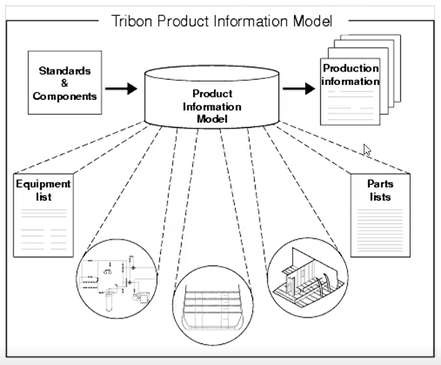 Tribon Product Information Model
Standards
&
Components
Product
Information
Model
Production
information
Equipment
list
Parts
lists